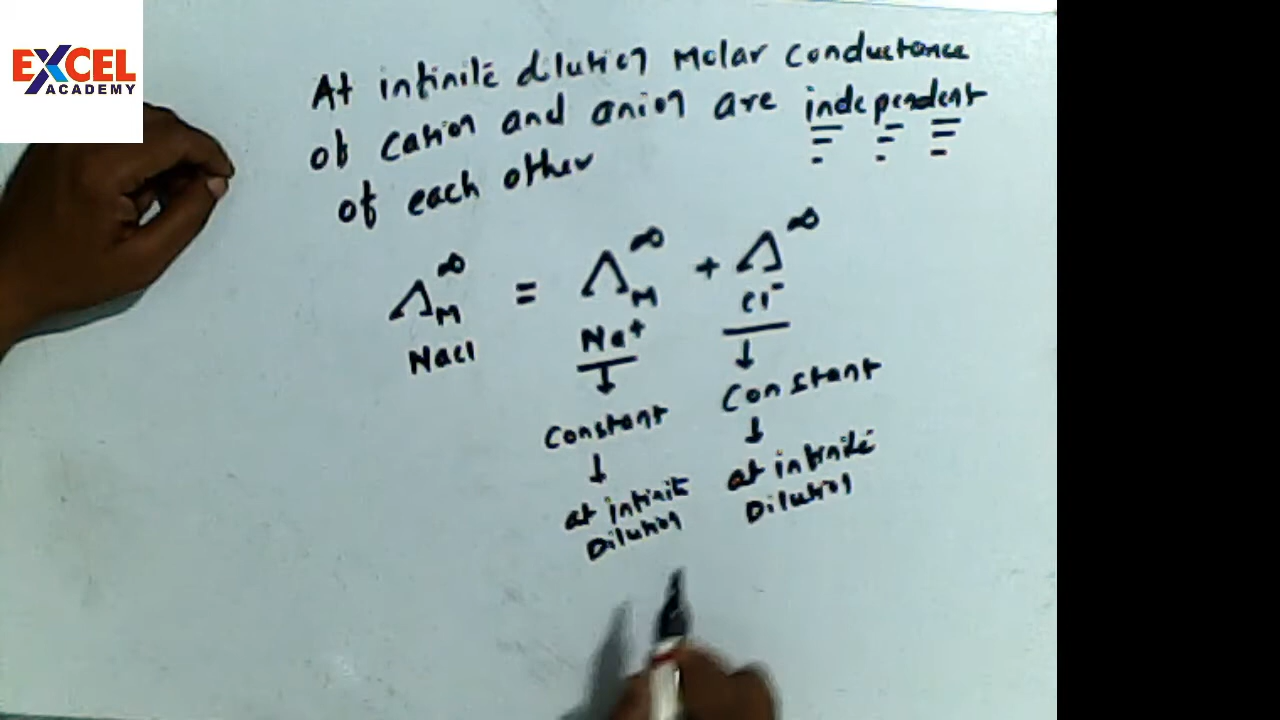 EXCEL
ACADEMY
At infinite dilution Molar Conductance
of cation and anion are independent
of each other
Λ∞M = Λ∞M + Λ∞
NaCl Na+ Cl-
↓ ↓
Constant Constant
↓ ↓
at infinite at infinite
Dilution Dilution